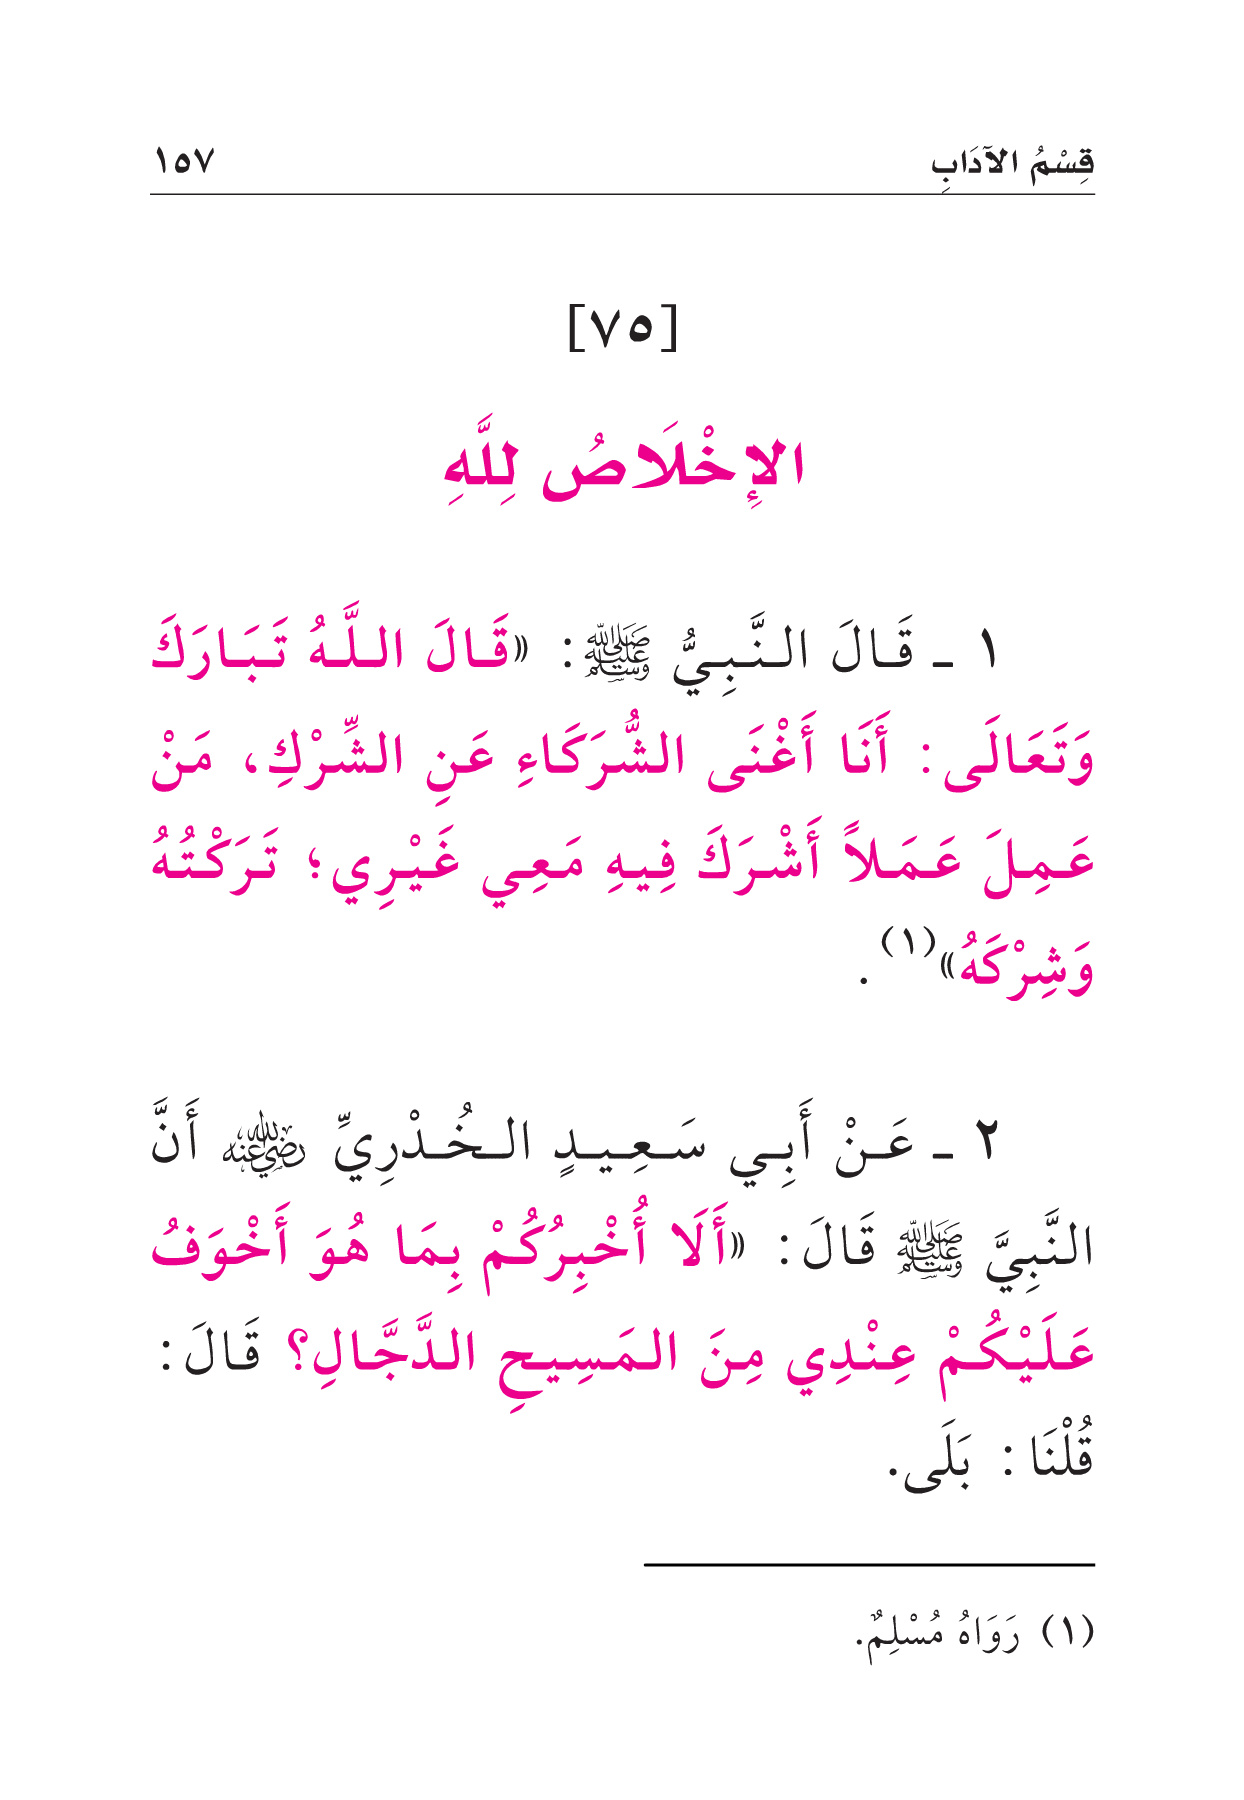 قِسْمُ الآدَابِ ١٥٧
[٧٥]
الإِخْلَاصُ لِلَّهِ
١ ـ قَالَ النَّبِيُّ ﷺ: «قَالَ اللَّهُ تَبَارَكَ
وَتَعَالَى: أَنَا أَغْنَى الشُّرَكَاءِ عَنِ الشِّرْكِ، مَنْ
عَمِلَ عَمَلاً أَشْرَكَ فِيهِ مَعِي غَيْرِي؛ تَرَكْتُهُ
وَشِرْكَهُ»(١).
٢ ـ عَنْ أَبِي سَعِيدٍ الخُدْرِيِّ رضي الله عنه أَنَّ
النَّبِيَّ ﷺ قَالَ: «أَلَا أُخْبِرُكُمْ بِمَا هُوَ أَخْوَفُ
عَلَيْكُمْ عِنْدِي مِنَ المَسِيحِ الدَّجَّالِ؟ قَالَ:
قُلْنَا: بَلَى.
(١) رَوَاهُ مُسْلِمٌ.